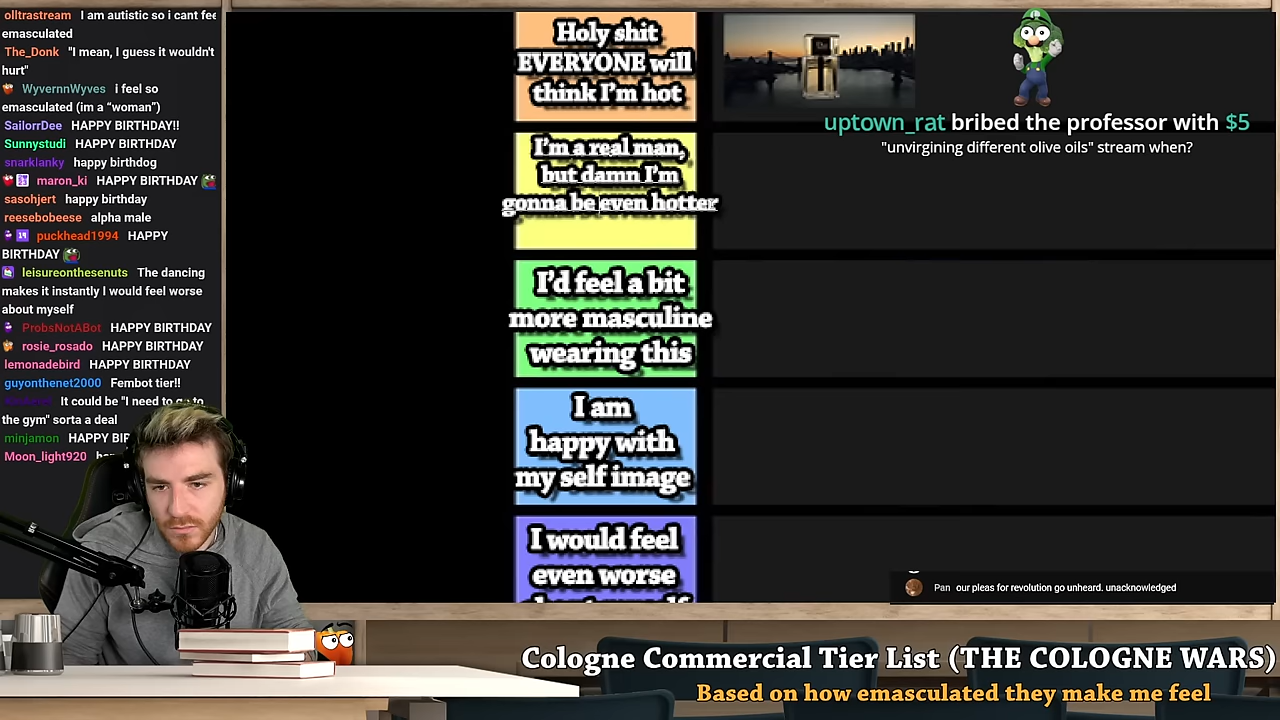 olltrastream I am autistic so i cant fee
emasculated
The_Donk "I mean, I guess it wouldn't
hurt"
WyvernnWyves i feel so
emasculated (im a “woman”)
SailorrDee HAPPY BIRTHDAY!!
Sunnystudi HAPPY BIRTHDAY
snarklanky happy birthdog
maron_ki HAPPY BIRTHDAY
sasohjert happy birthday
reesebobeese alpha male
puckhead1994 HAPPY
BIRTHDAY
leisureonthesenuts The dancing
makes it instantly I would feel worse
about myself
ProbsNotABot HAPPY BIRTHDAY
rosie_rosado HAPPY BIRTHDAY
lemonadebird HAPPY BIRTHDAY
guyonthenet2000 Fembot tier!!
It could be "I need to go to
the gym" sorta a deal
minjamon HAPPY BIR
Moon_light920
Holy shit
EVERYONE will
think I'm hot
I'm a real man,
but damn I'm
gonna be even hotter
I'd feel a bit
more masculine
wearing this
I am
happy with
my self image
I would feel
even worse
uptown_rat bribed the professor with $5
"unvirgining different olive oils" stream when?
Pan our pleas for revolution go unheard. unacknowledged
Cologne Commercial Tier List (THE COLOGNE WARS)
Based on how emasculated they make me feel